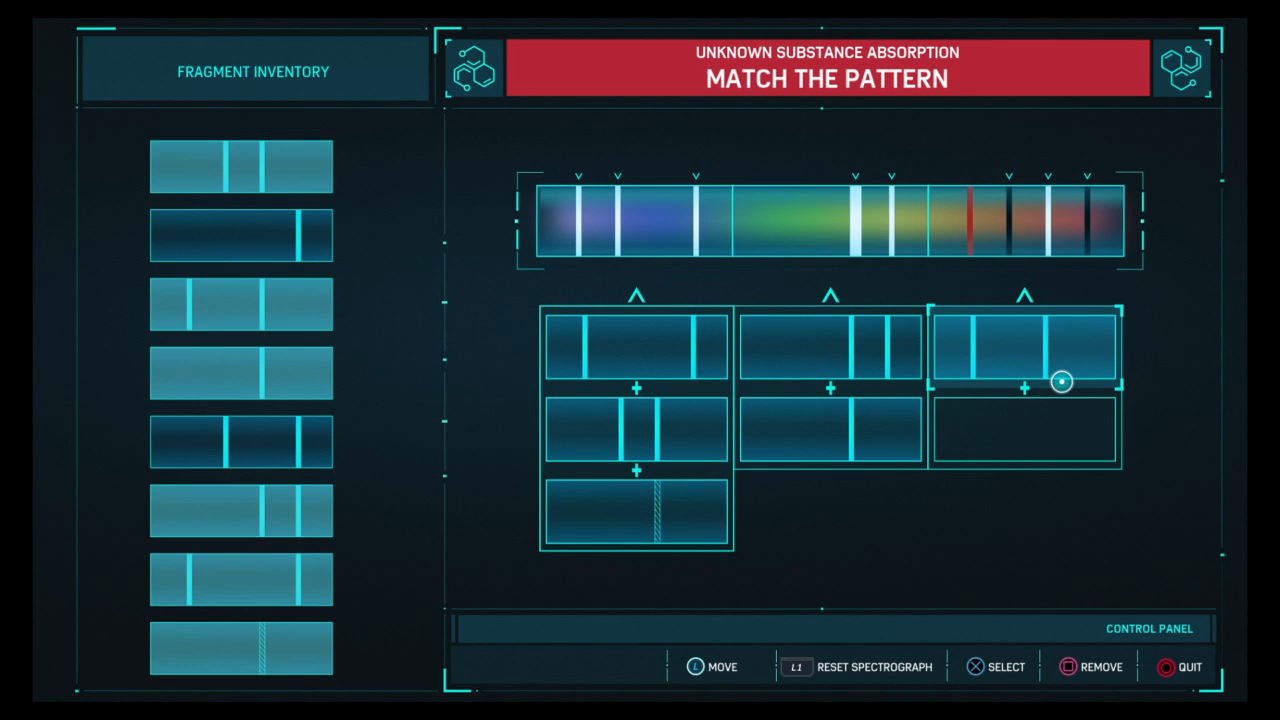 FRAGMENT INVENTORY
UNKNOWN SUBSTANCE ABSORPTION
MATCH THE PATTERN
CONTROL PANEL
L MOVE
L1 RESET SPECTROGRAPH
SELECT
REMOVE
QUIT